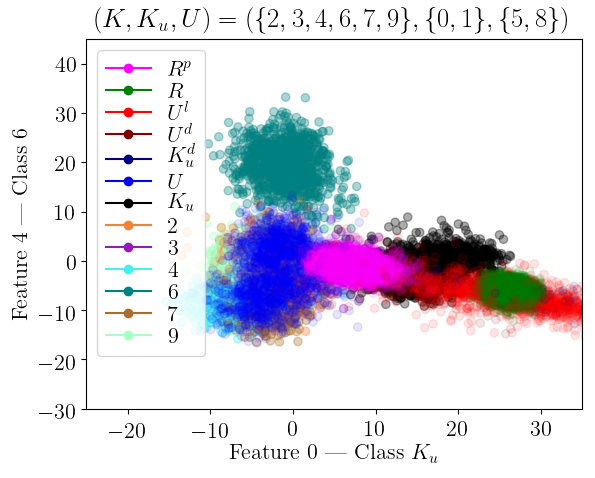 (K, K_u, U) = ({2, 3, 4, 6, 7, 9}, {0, 1}, {5, 8})
R^p
R
U^l
U^d
K_u^d
U
K_u
2
3
4
6
7
9
Feature 4 — Class 6
40
30
20
10
0
−10
−20
−30
−20 −10 0 10 20 30
Feature 0 — Class K_u